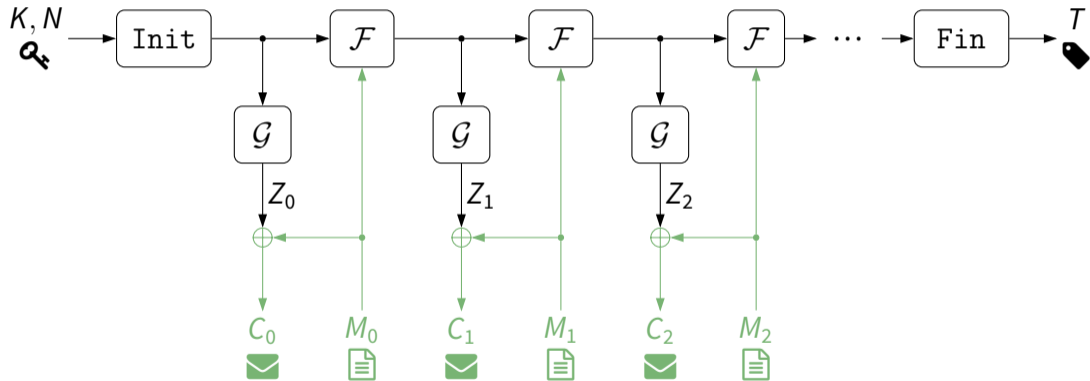 K, N
Init
𝓕
𝓕
𝓕
⋯
Fin
T
𝓖
𝓖
𝓖
Z₀
Z₁
Z₂
C₀
M₀
C₁
M₁
C₂
M₂